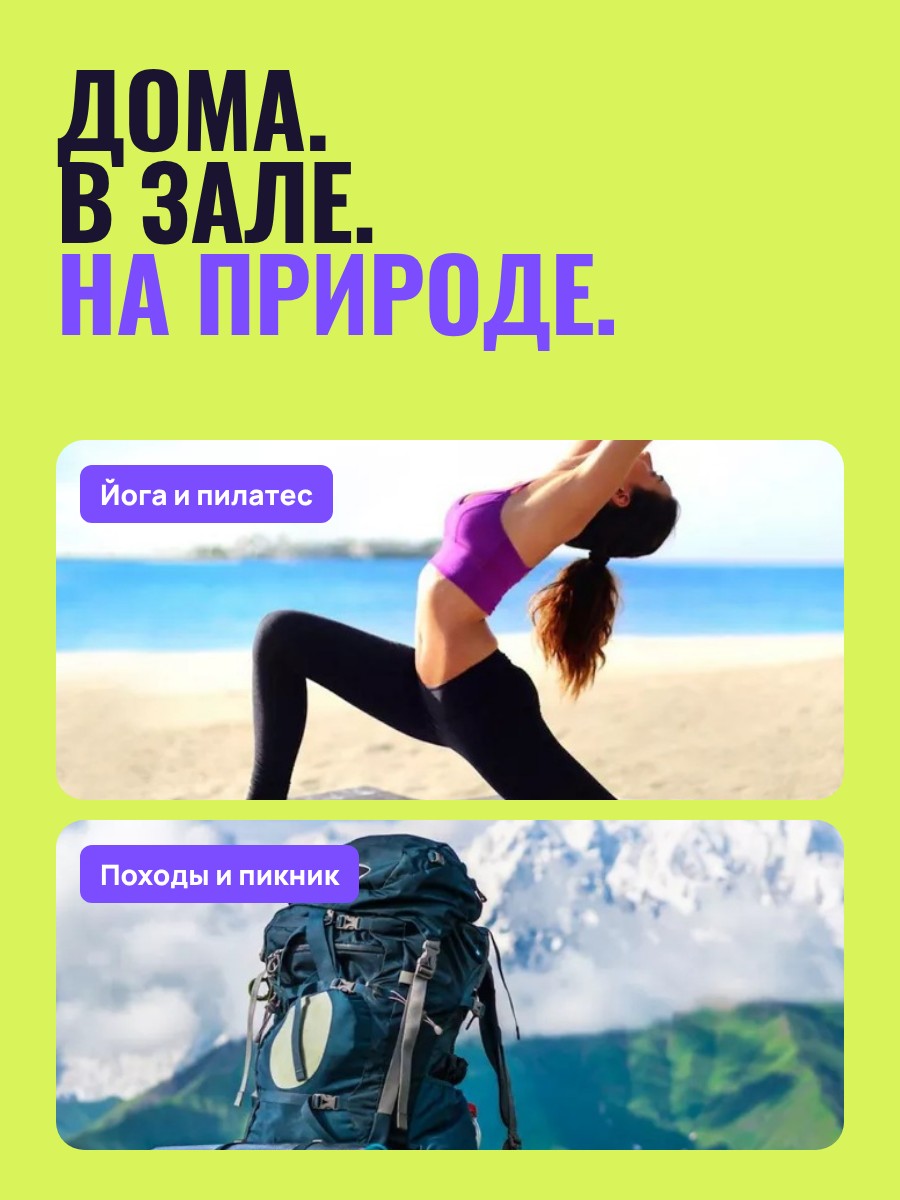 ДОМА.
В ЗАЛЕ.
НА ПРИРОДЕ.
Йога и пилатес
Походы и пикник